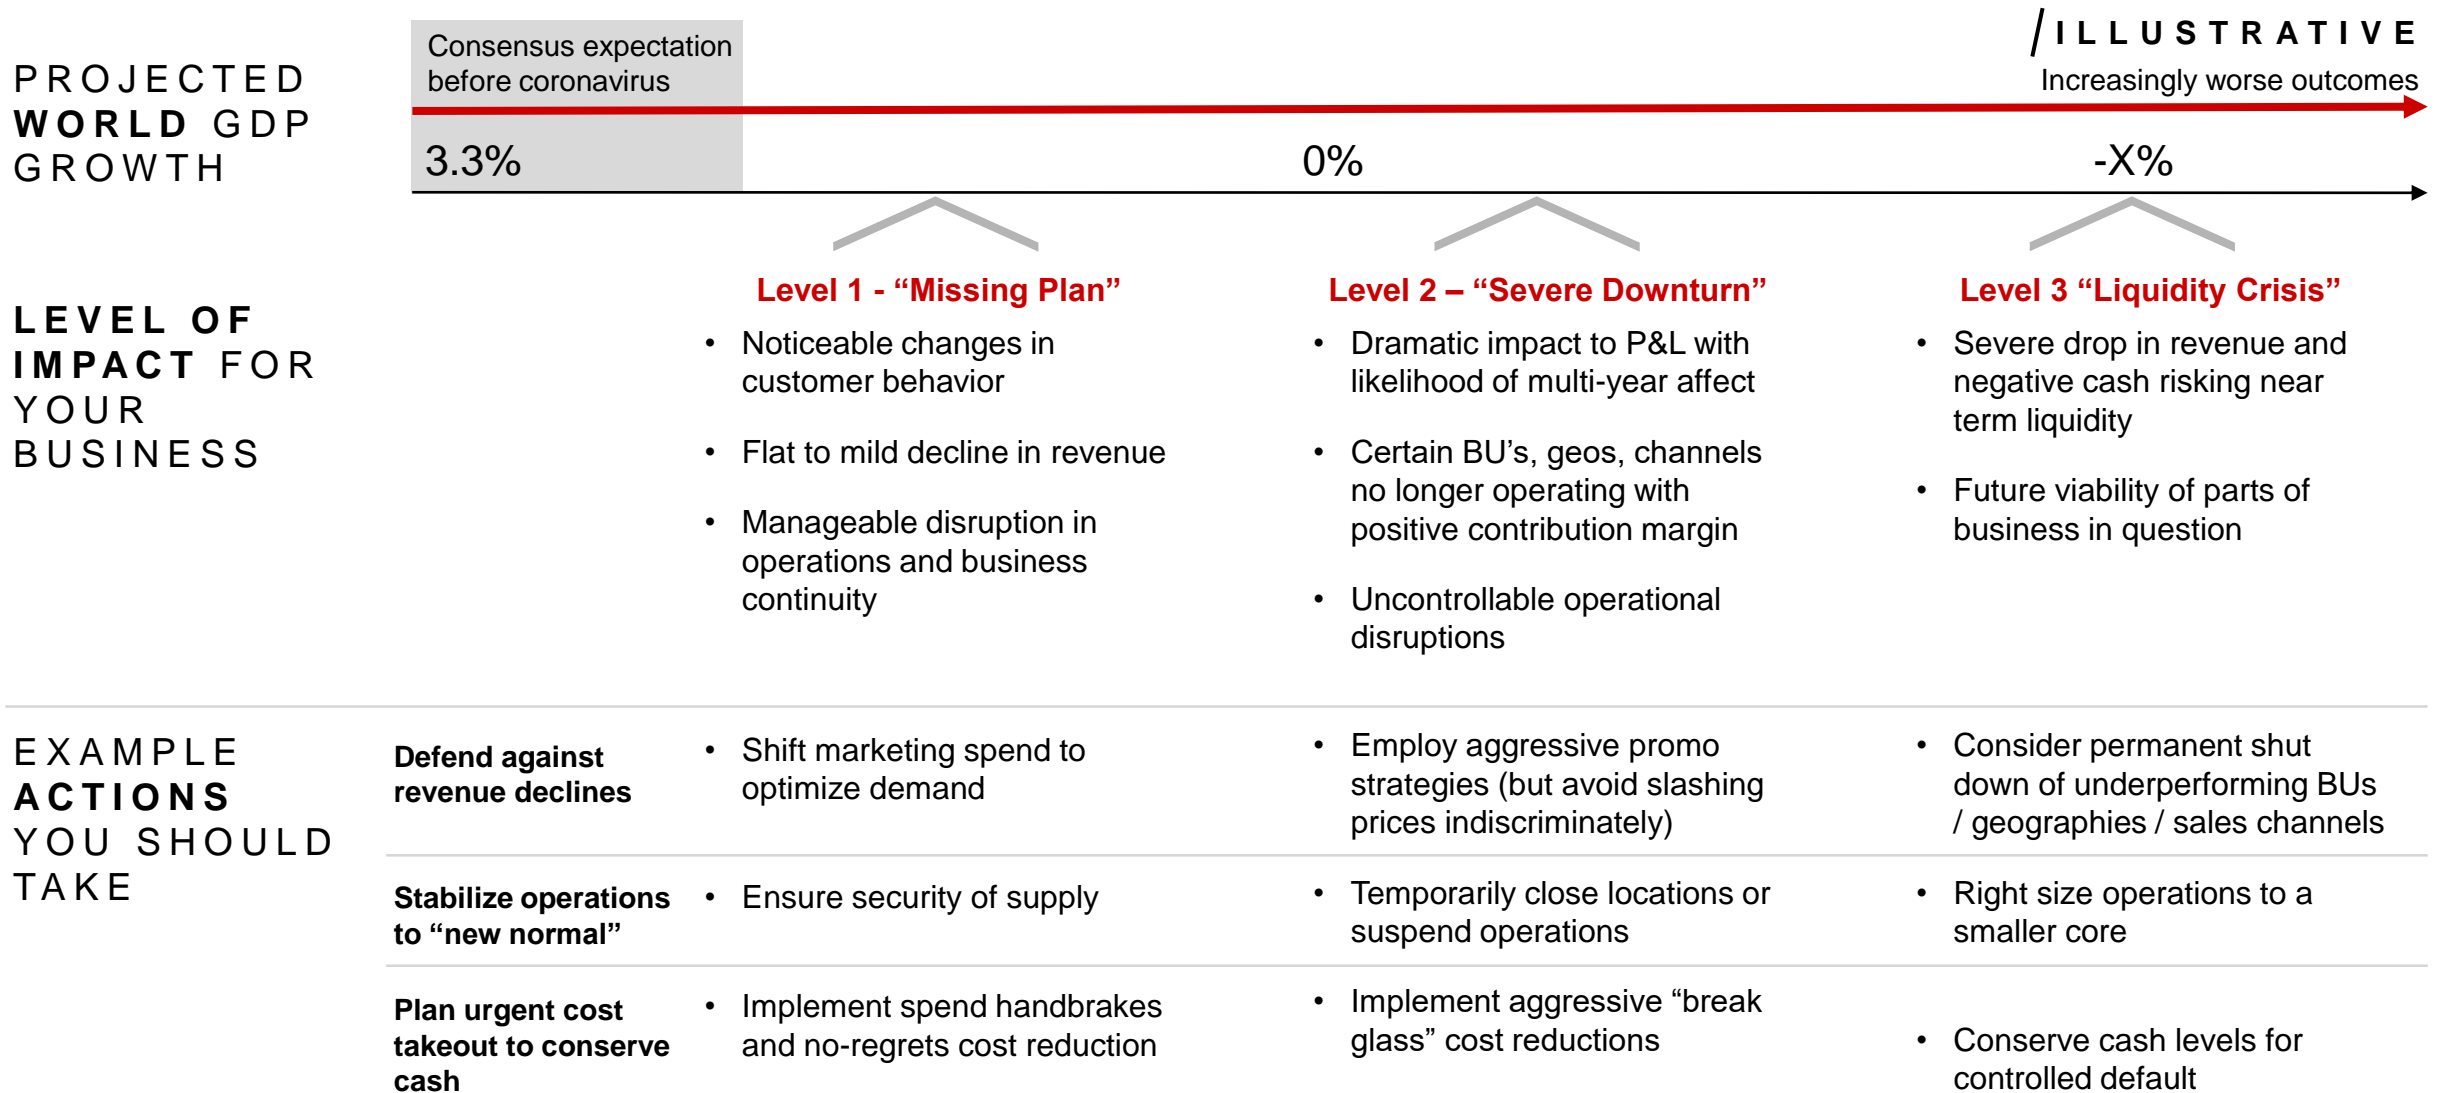 /ILLUSTRATIVE
Consensus expectation
before coronavirus
Increasingly worse outcomes
PROJECTED
WORLD GDP
GROWTH
3.3%
0%
-X%
LEVEL OF
IMPACT FOR
YOUR
BUSINESS
Level 1 - “Missing Plan”
• Noticeable changes in
customer behavior
• Flat to mild decline in revenue
• Manageable disruption in
operations and business
continuity
Level 2 – “Severe Downturn”
• Dramatic impact to P&L with
likelihood of multi-year affect
• Certain BU’s, geos, channels
no longer operating with
positive contribution margin
• Uncontrollable operational
disruptions
Level 3 “Liquidity Crisis”
• Severe drop in revenue and
negative cash risking near
term liquidity
• Future viability of parts of
business in question
EXAMPLE
ACTIONS
YOU SHOULD
TAKE
Defend against
revenue declines
• Shift marketing spend to
optimize demand
• Employ aggressive promo
strategies (but avoid slashing
prices indiscriminately)
• Consider permanent shut
down of underperforming BUs
/ geographies / sales channels
Stabilize operations
to “new normal”
• Ensure security of supply
• Temporarily close locations or
suspend operations
• Right size operations to a
smaller core
Plan urgent cost
takeout to conserve
cash
• Implement spend handbrakes
and no-regrets cost reduction
• Implement aggressive “break
glass” cost reductions
• Conserve cash levels for
controlled default